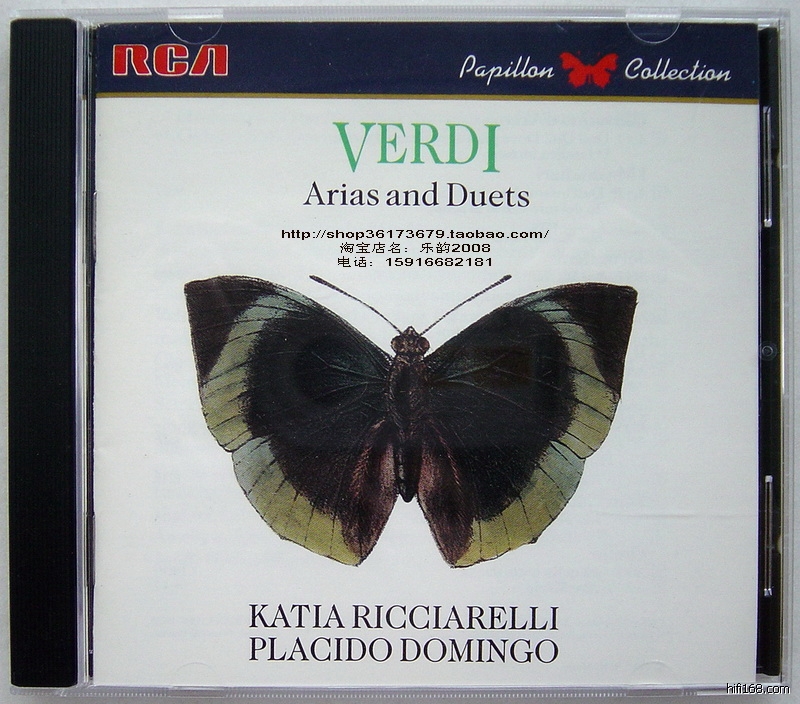 RCA
Papillon Collection
VERDI
Arias and Duets
http://shop36173679.taobao.com/
淘宝店名：乐韵2008
电话：15916682181
KATIA RICCIARELLI
PLACIDO DOMINGO
hifi168.com